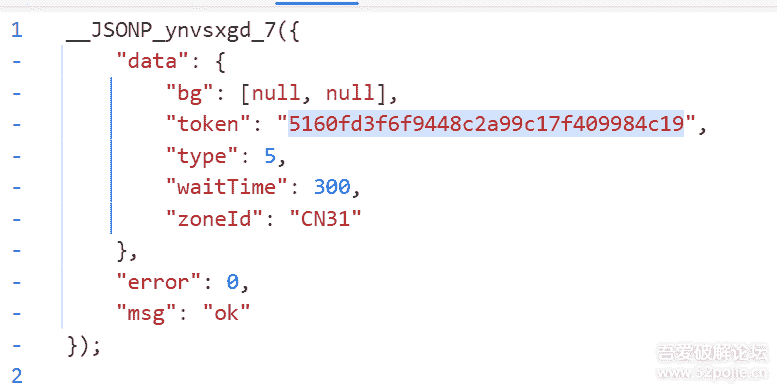 1 __JSONP_ynvsxgd_7({
- "data": {
- "bg": [null, null],
- "token": "5160fd3f6f9448c2a99c17f409984c19",
- "type": 5,
- "waitTime": 300,
- "zoneId": "CN31"
- },
- "error": 0,
- "msg": "ok"
- });
2
吾爱破解论坛
www.52pojie.cn